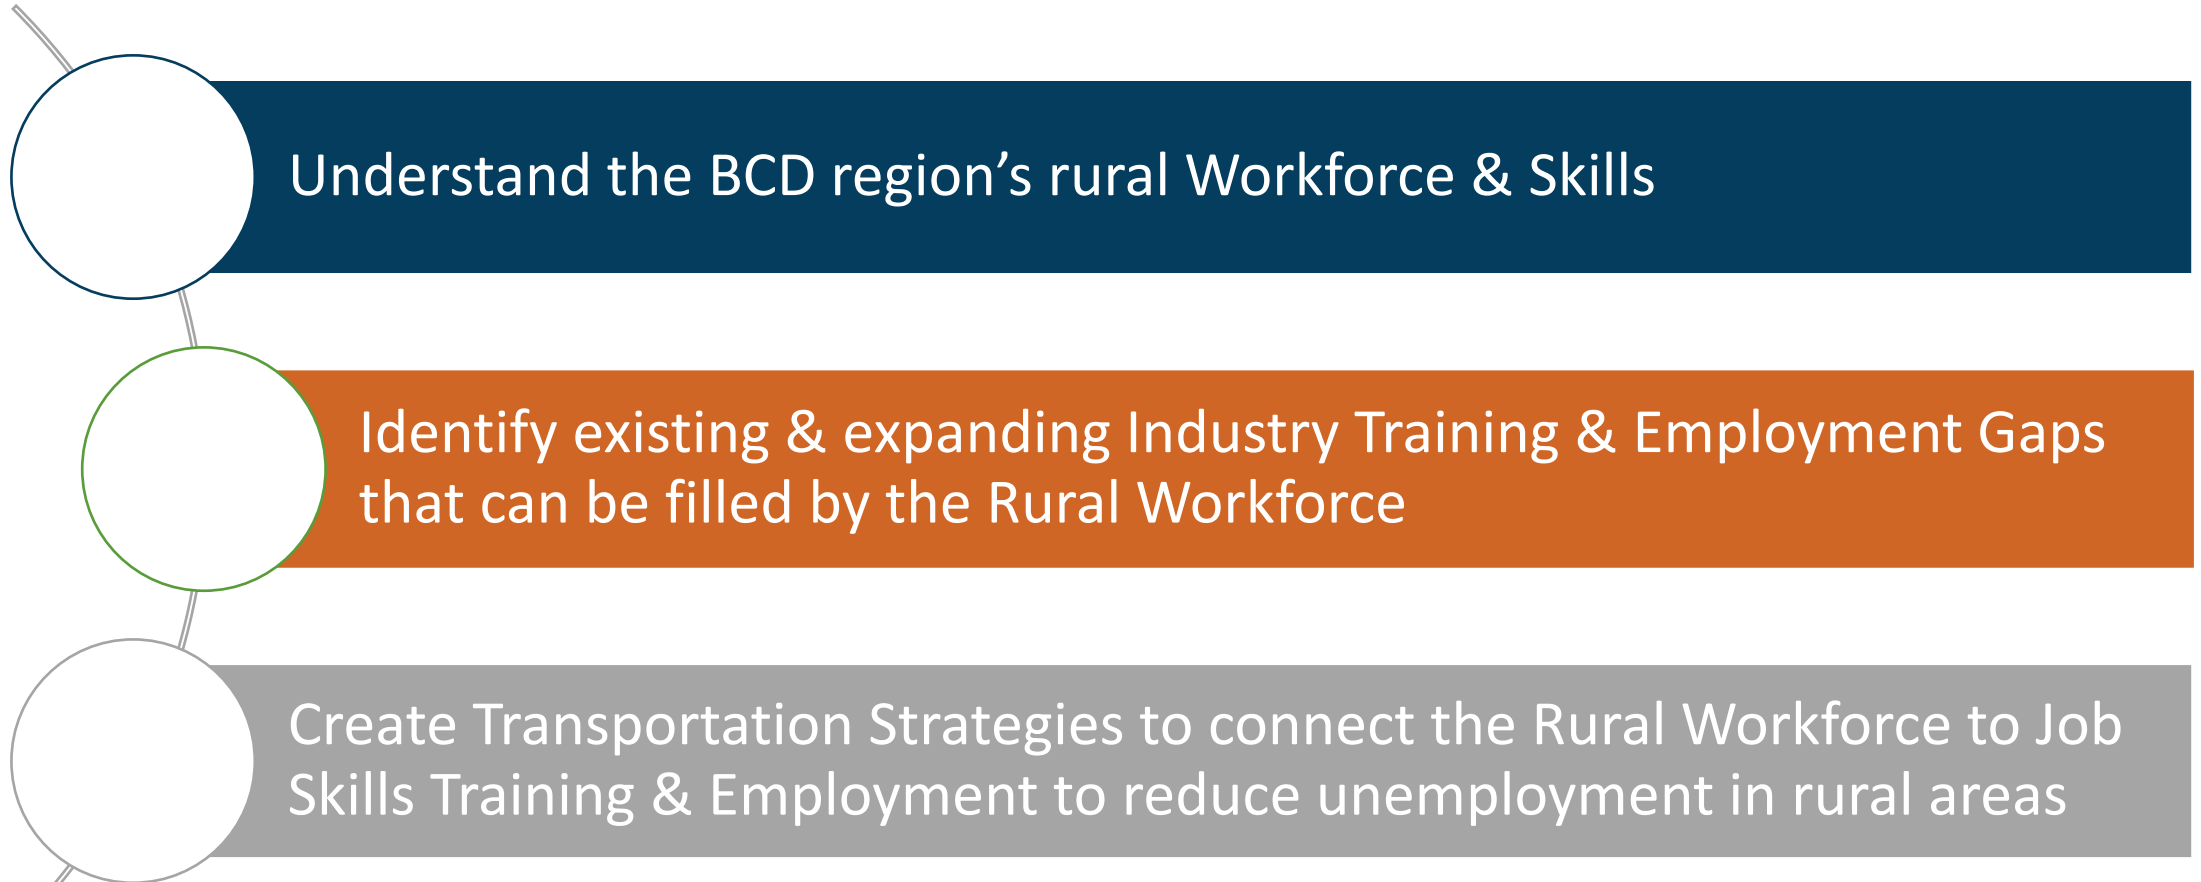 Understand the BCD region’s rural Workforce & Skills
Identify existing & expanding Industry Training & Employment Gaps
that can be filled by the Rural Workforce
Create Transportation Strategies to connect the Rural Workforce to Job
Skills Training & Employment to reduce unemployment in rural areas